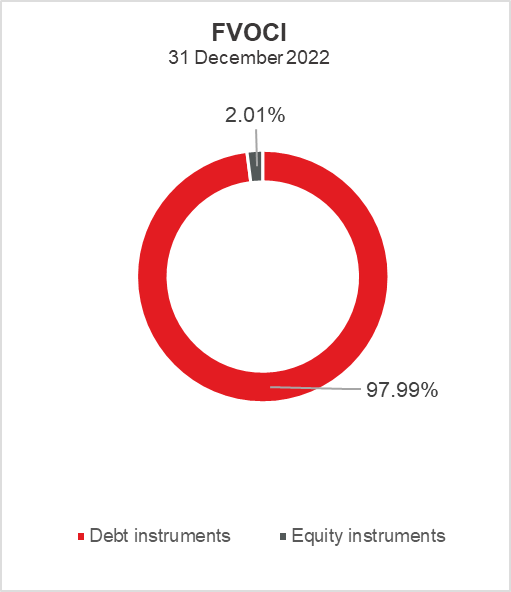 FVOCI
31 December 2022
2.01%
97.99%
Debt instruments
Equity instruments